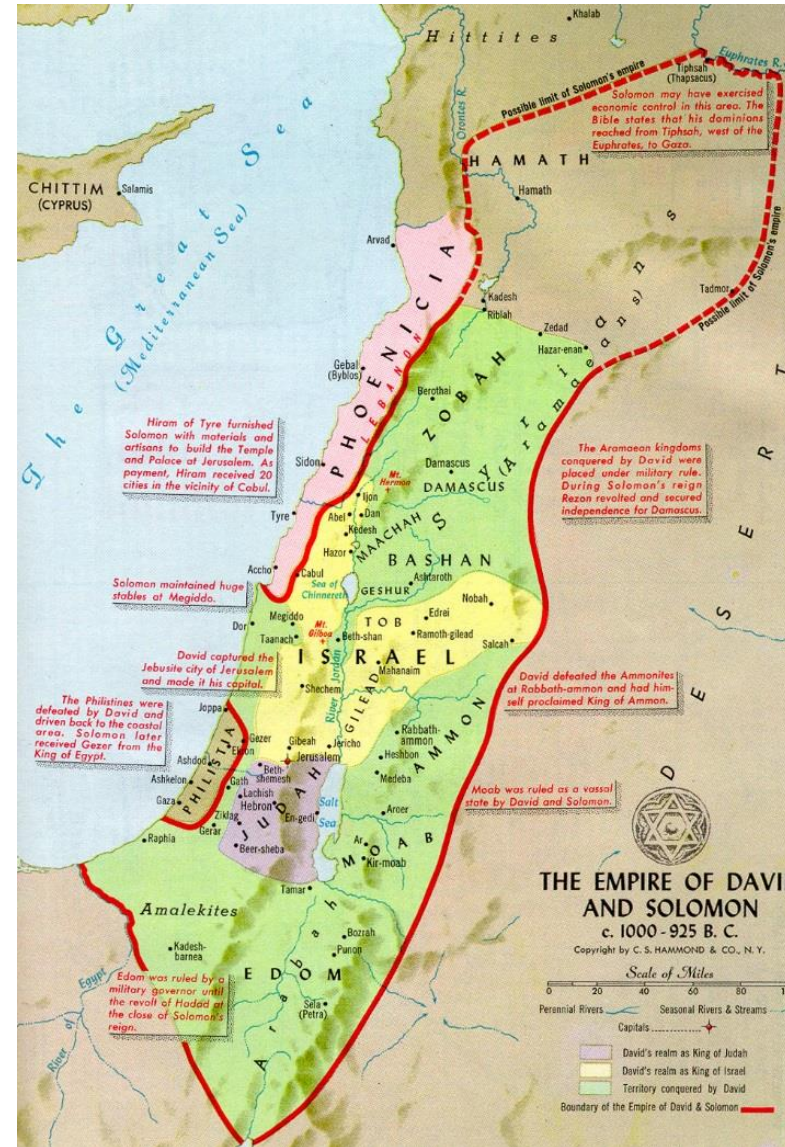 Khalab
Hittites
Euphrates R.
Tiphsah
(Thapsacus)
Possible limit of Solomon's empire
Solomon may have exercised
economic control in this area. The
Bible states that his dominions
reached from Tiphsah, west of the
Euphrates, to Gaza.
Orontes R.
HAMATH
Hamath
CHITTIM
(CYPRUS)
Salamis
The Great Sea
(Mediterranean Sea)
Arvad
Kadesh
Riblah
Tadmor
Possible limit of Solomon's empire
Zedad
Hazar-enan
PHOENICIA
LEBANON
Gebal
(Byblos)
ZOBAH
Berothai
Syrians
(Aramaeans)
DESERT
Hiram of Tyre furnished
Solomon with materials and
artisans to build the Temple
and Palace at Jerusalem. As
payment, Hiram received 20
cities in the vicinity of Cabul.
Sidon
Mt.
Hermon
Damascus
DAMASCUS
The Aramaean kingdoms
conquered by David were
placed under military rule.
During Solomon's reign
Rezon revolted and secured
independence for Damascus.
Tyre
Ijon
Abel
Dan
Kedesh
MAACHAH
Hazor
BASHAN
Accho
Cabul
Sea of
Chinnereth
GESHUR
Ashtaroth
Solomon maintained huge
stables at Megiddo.
Nobah
Edrei
TOB
Dor
Megiddo
Mt.
Gilboa
Taanach
Beth-shan
Ramoth-gilead
Salcah
ISRAEL
David captured the
Jebusite city of Jerusalem
and made it his capital.
Mahanaim
Shechem
River Jordan
GILEAD
David defeated the Ammonites
at Rabbath-ammon and had him-
self proclaimed King of Ammon.
The Philistines were
defeated by David and
driven back to the coastal
area. Solomon later
received Gezer from the
King of Egypt.
Joppa
Gezer
Gibeah
Jericho
Rabbath-
ammon
AMMON
Ekron
Jerusalem
Heshbon
Ashdod
Beth-
shemesh
Medeba
PHILISTIA
Ashkelon
Gath
Lachish
Hebron
JUDAH
Salt
Sea
Gaza
Ziklag
En-gedi
Aroer
Moab was ruled as a vassal
state by David and Solomon.
Gerar
Raphia
Beer-sheba
Ar
MOAB
Kir-moab
Tamar
Amalekites
Arabah
Bozrah
Kadesh-
barnea
Punon
EDOM
Edom was ruled by a
military governor until
the revolt of Hadad at
the close of Solomon's
reign.
Sela
(Petra)
River of Egypt
THE EMPIRE OF DAVI
AND SOLOMON
c. 1000-925 B. C.
Copyright by C. S. HAMMOND & CO., N. Y.
Scale of Miles
0 20 40 60 80
Perennial Rivers
Seasonal Rivers & Streams
Capitals
David's realm as King of Judah
David's realm as King of Israel
Territory conquered by David
Boundary of the Empire of David & Solomon